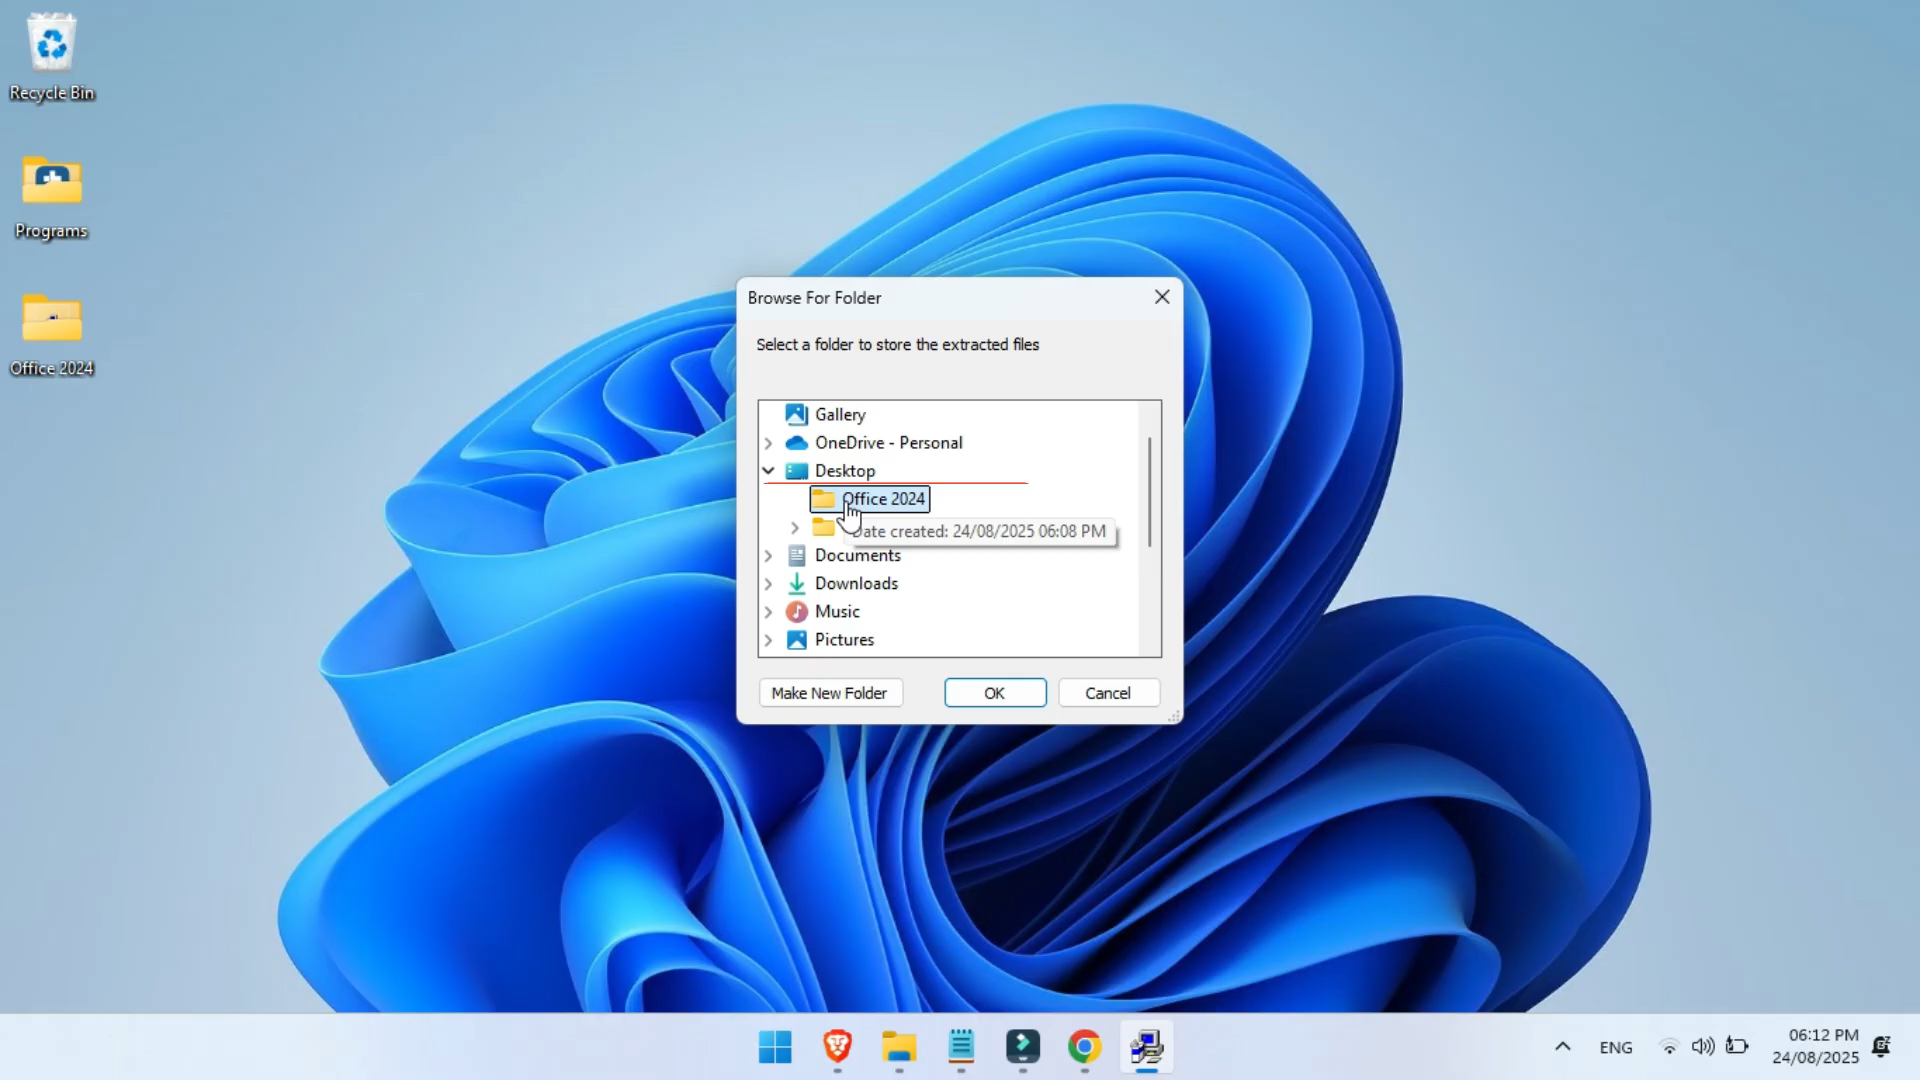 Recycle Bin
Programs
Office 2024
Browse For Folder
Select a folder to store the extracted files
Gallery
OneDrive - Personal
Desktop
Office 2024
Date created: 24/08/2025 06:08 PM
Documents
Downloads
Music
Pictures
Make New Folder
OK
Cancel
ENG
06:12 PM
24/08/2025